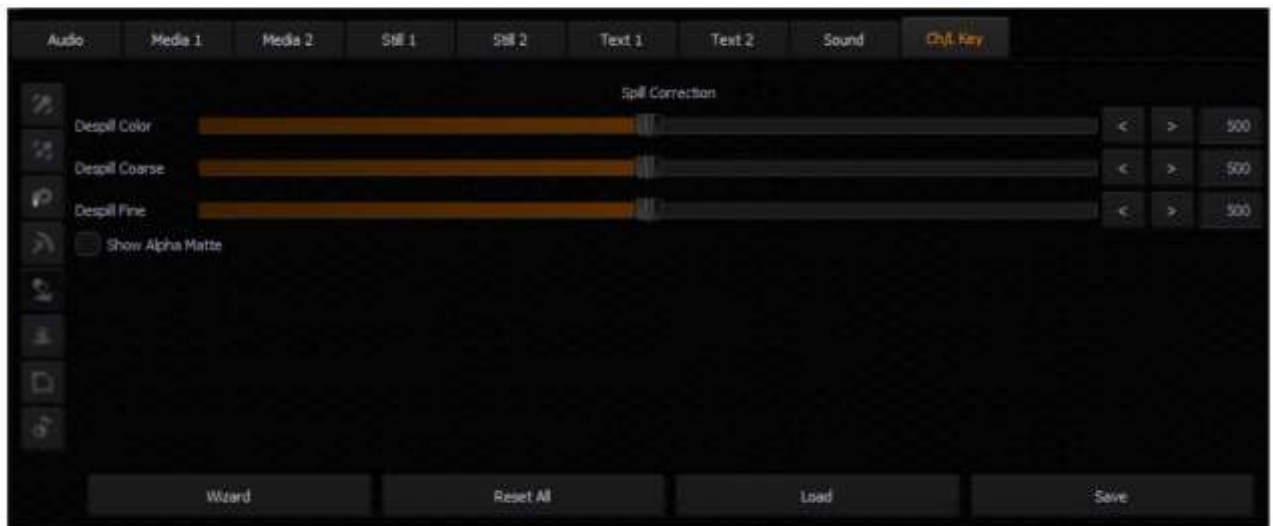 Audio Media 1 Media 2 Still 1 Still 2 Text 1 Text 2 Sound Ch/L Key
Spill Correction
Despill Color < > 500
Despill Coarse < > 500
Despill Fine < > 500
Show Alpha Matte
Wizard Reset All Load Save